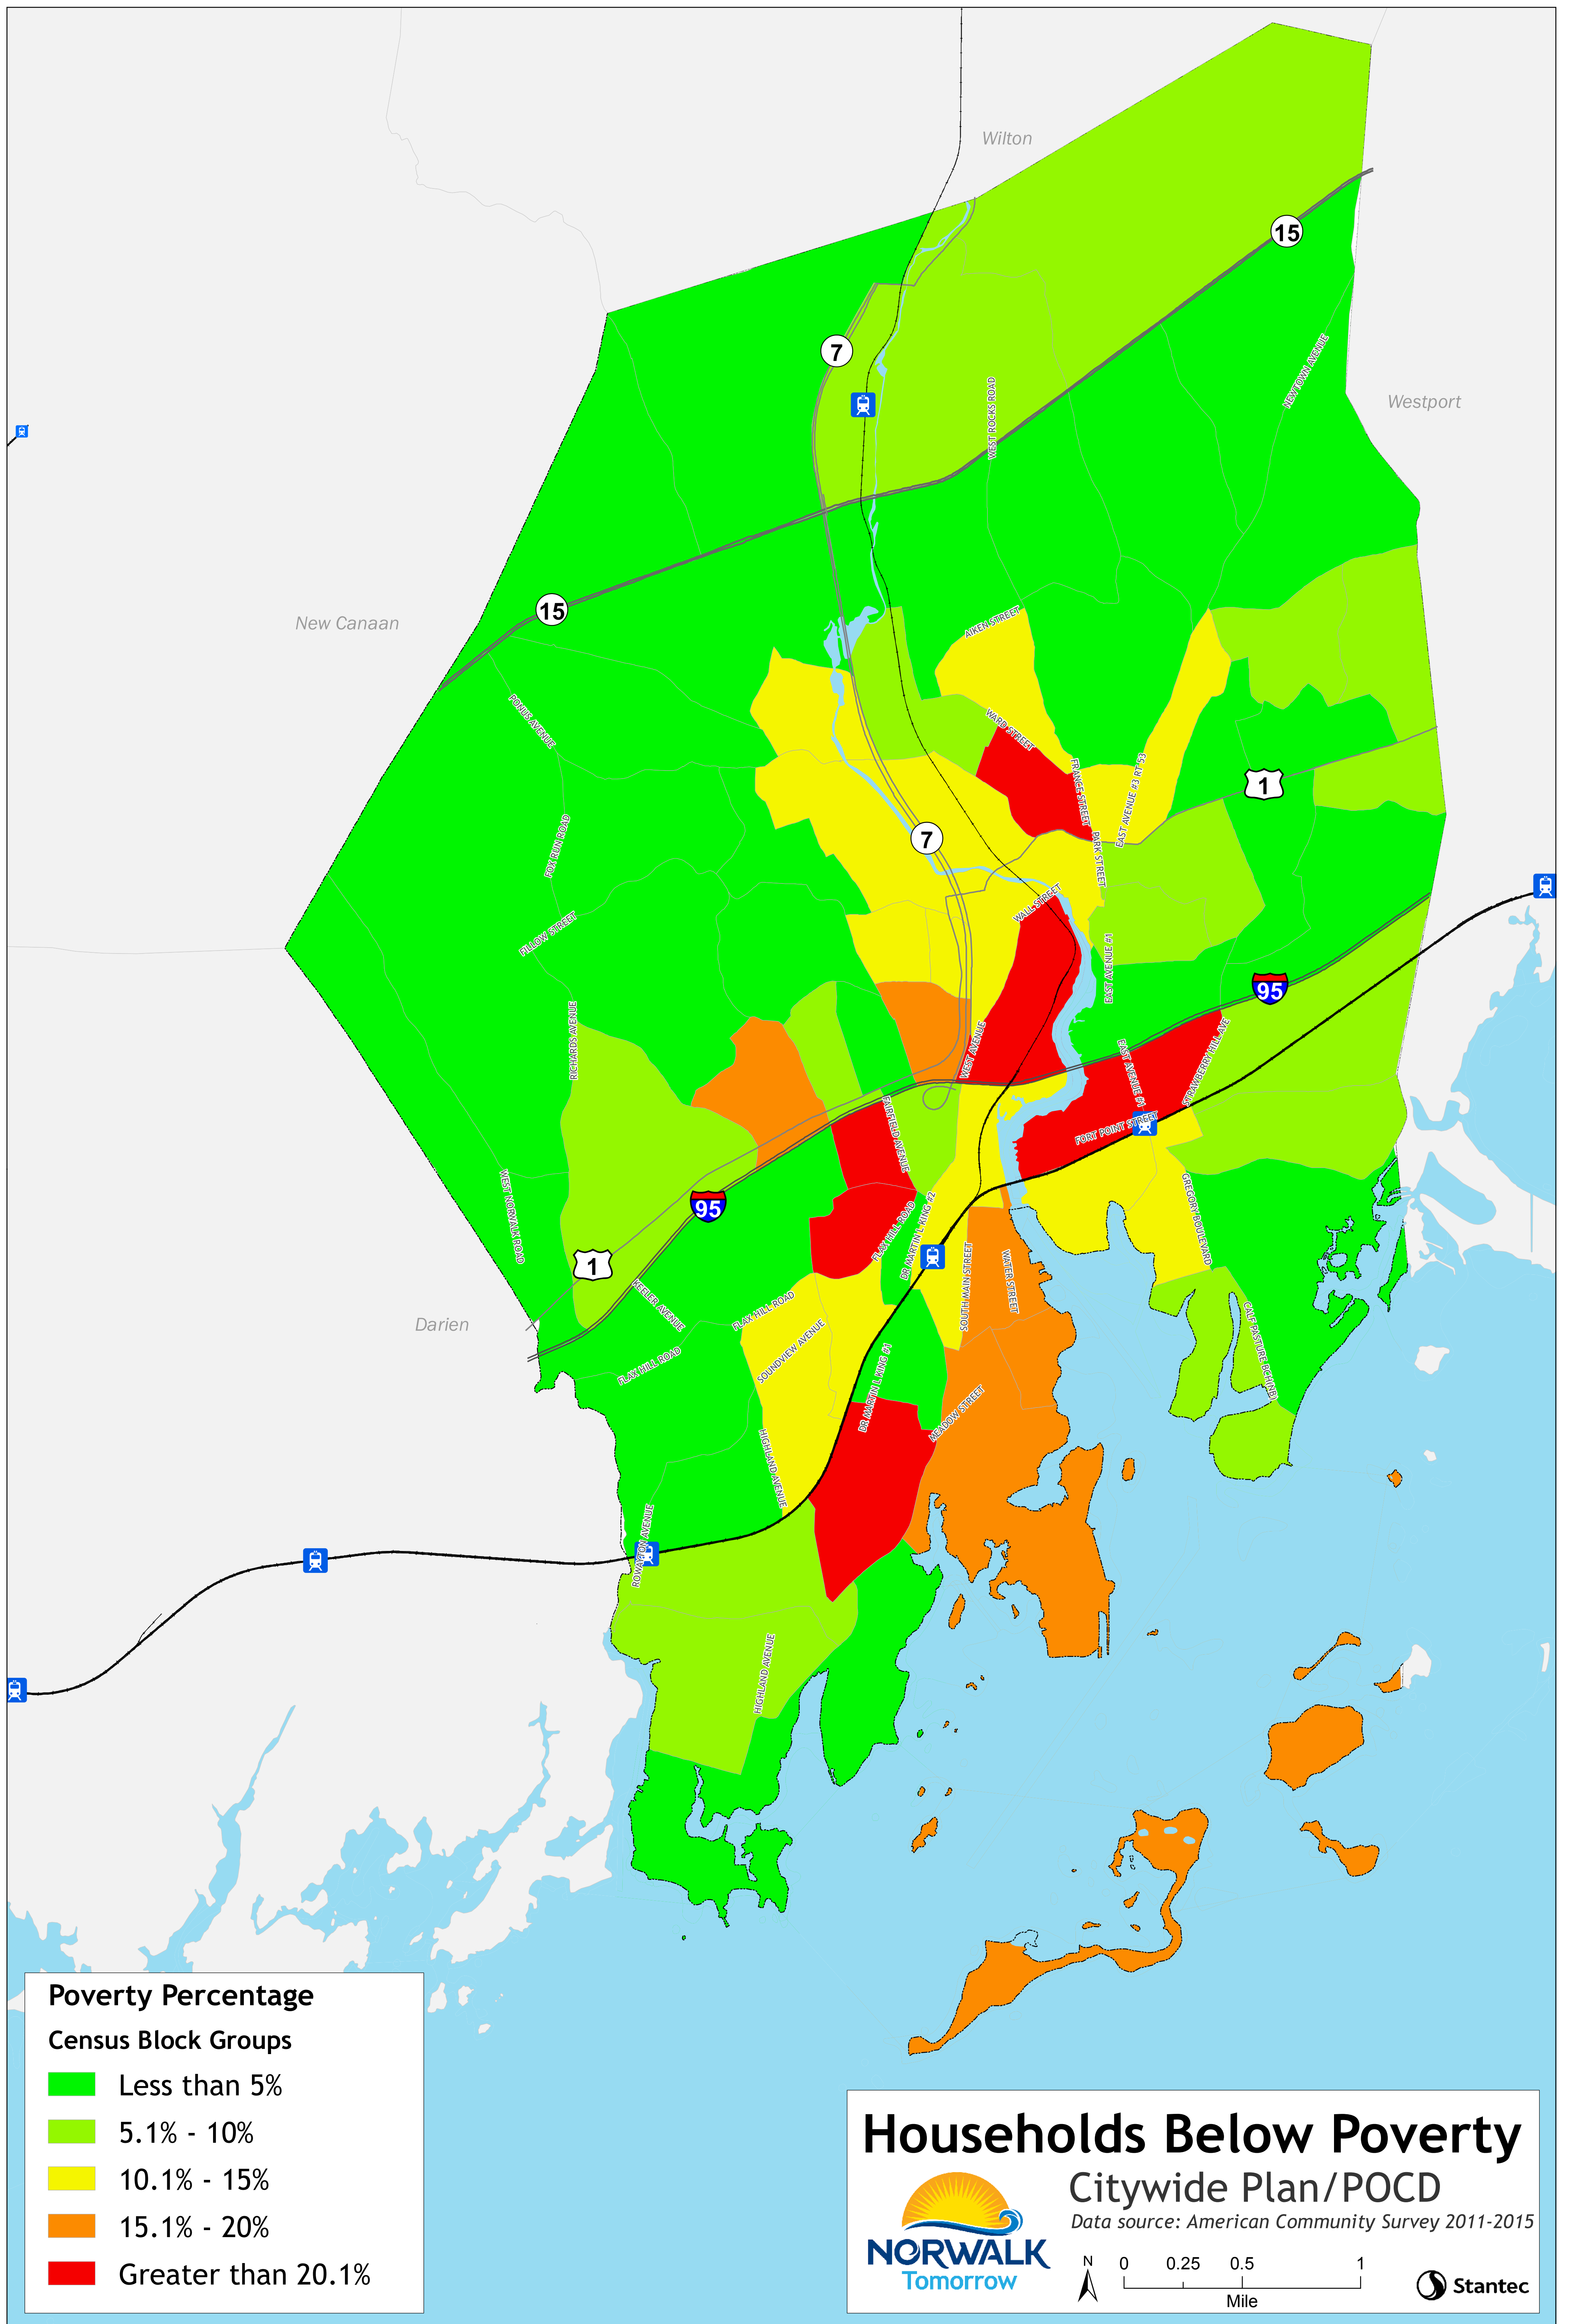 Wilton
15
7
WEST ROCKS ROAD
NEWTOWN AVENUE
Westport
15
New Canaan
AIKEN STREET
PONUS AVENUE
WARD STREET
FRANCE STREET
EAST AVENUE #3 RT 53
1
7
FOX RUN ROAD
PARK STREET
WALL STREET
FILLOW STREET
EAST AVENUE #1
95
RICHARDS AVENUE
WEST AVENUE
EAST AVENUE #1
STRAWBERRY HILL AVE
FAIRFIELD AVENUE
FORT POINT STREET
WEST NORWALK ROAD
95
FLAX HILL ROAD
DR MARTIN L KING #2
GREGORY BOULEVARD
1
SOUTH MAIN STREET
WATER STREET
KEELER AVENUE
FLAX HILL ROAD
Darien
SOUNDVIEW AVENUE
CALF PASTURE BCH(NB)
FLAX HILL ROAD
DR MARTIN L KING #1
MEADOW STREET
HIGHLAND AVENUE
ROWAYTON AVENUE
HIGHLAND AVENUE
Poverty Percentage
Census Block Groups
Less than 5%
5.1% - 10%
10.1% - 15%
15.1% - 20%
Greater than 20.1%
Households Below Poverty
Citywide Plan/POCD
Data source: American Community Survey 2011-2015
NORWALK
Tomorrow
N
0 0.25 0.5 1
Mile
Stantec